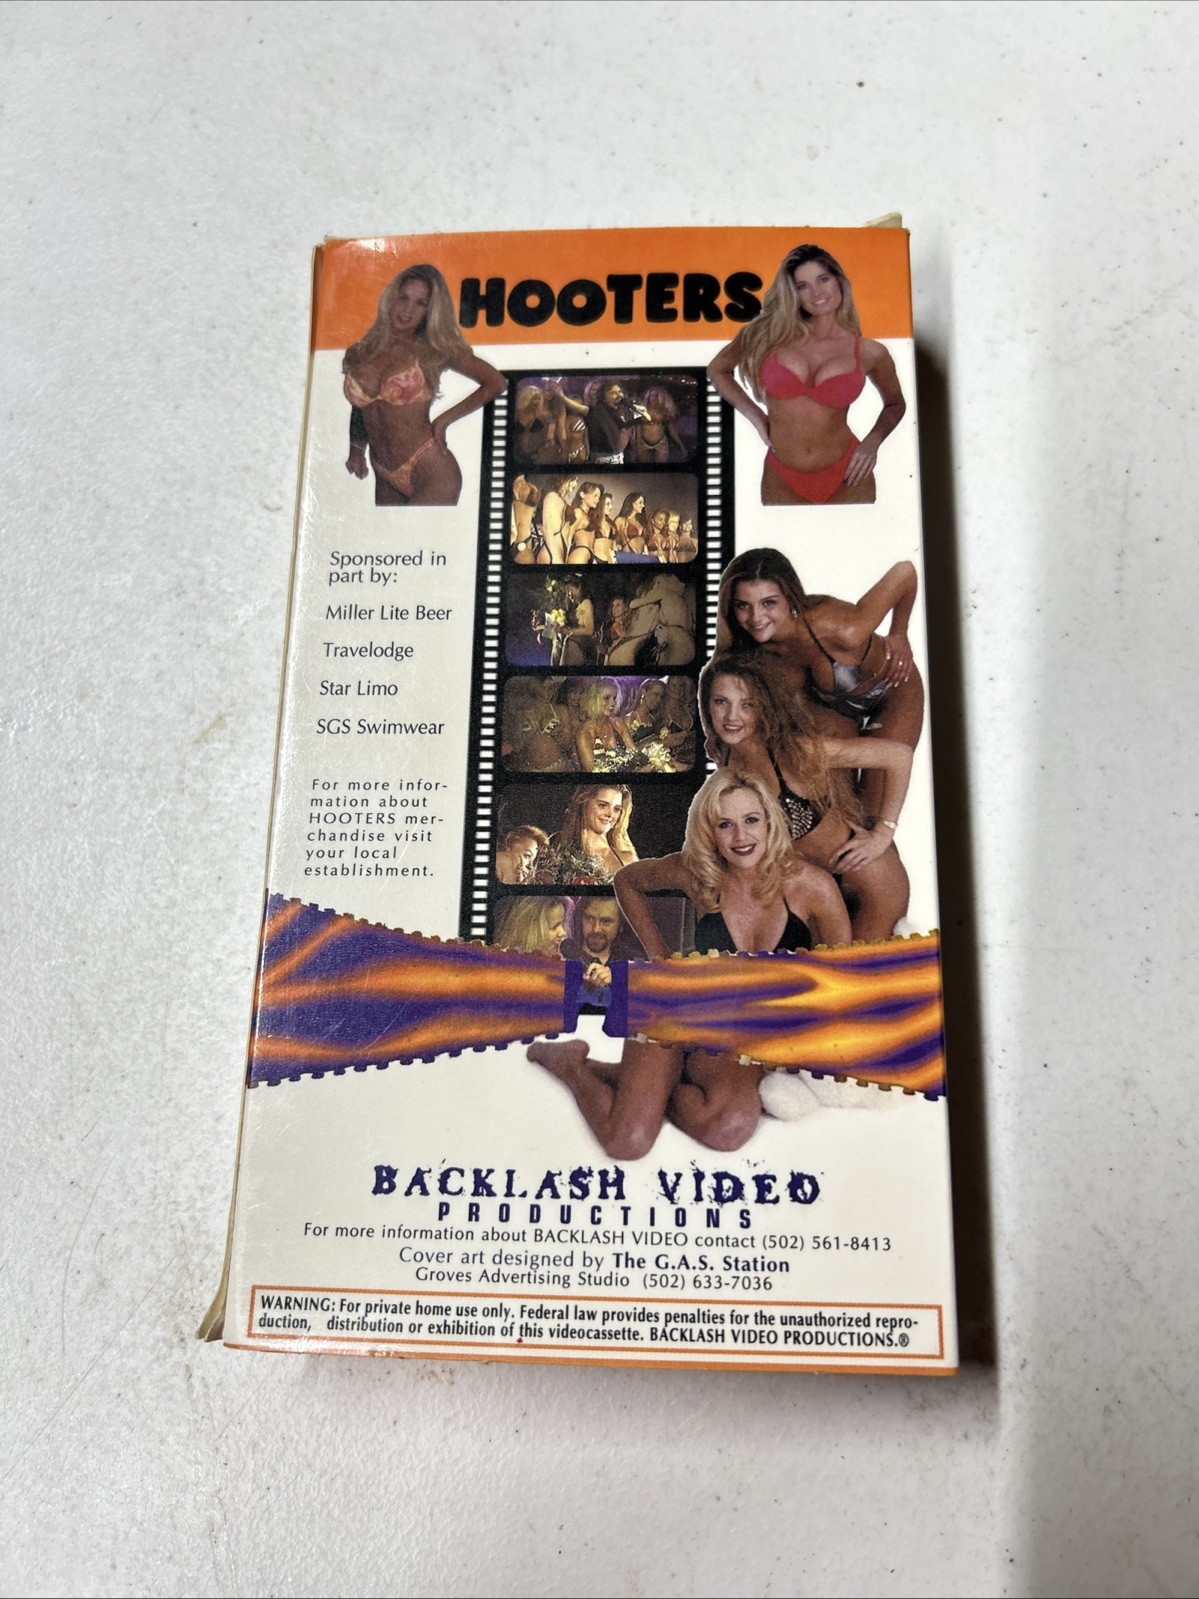 HOOTERS
Sponsored in
part by:
Miller Lite Beer
Travelodge
Star Limo
SGS Swimwear
For more infor-
mation about
HOOTERS mer-
chandise visit
your local
establishment.
BACKLASH VIDEO
PRODUCTIONS
For more information about BACKLASH VIDEO contact (502) 561-8413
Cover art designed by The G.A.S. Station
Groves Advertising Studio (502) 633-7036
WARNING: For private home use only. Federal law provides penalties for the unauthorized repro-
duction, distribution or exhibition of this videocassette. BACKLASH VIDEO PRODUCTIONS.®